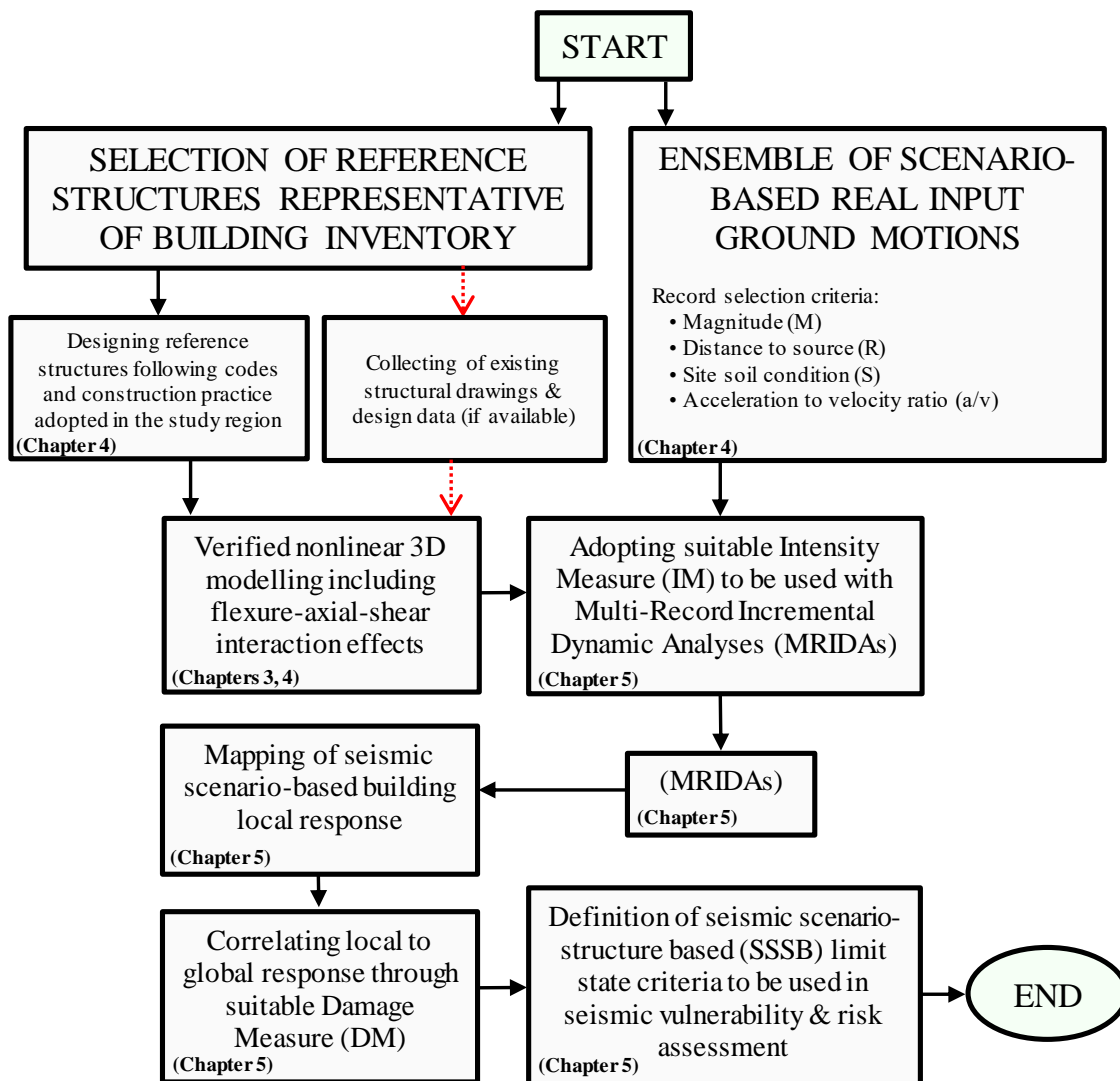 START
SELECTION OF REFERENCE
STRUCTURES REPRESENTATIVE
OF BUILDING INVENTORY
ENSEMBLE OF SCENARIO-
BASED REAL INPUT
GROUND MOTIONS
Record selection criteria:
• Magnitude (M)
• Distance to source (R)
• Site soil condition (S)
• Acceleration to velocity ratio (a/v)
(Chapter 4)
Designing reference
structures following codes
and construction practice
adopted in the study region
(Chapter 4)
Collecting of existing
structural drawings &
design data (if available)
Verified nonlinear 3D
modelling including
flexure-axial-shear
interaction effects
(Chapters 3, 4)
Adopting suitable Intensity
Measure (IM) to be used with
Multi-Record Incremental
Dynamic Analyses (MRIDAs)
(Chapter 5)
(MRIDAs)
(Chapter 5)
Mapping of seismic
scenario-based building
local response
(Chapter 5)
Correlating local to
global response through
suitable Damage
Measure (DM)
(Chapter 5)
Definition of seismic scenario-
structure based (SSSB) limit
state criteria to be used in
seismic vulnerability & risk
assessment
(Chapter 5)
END